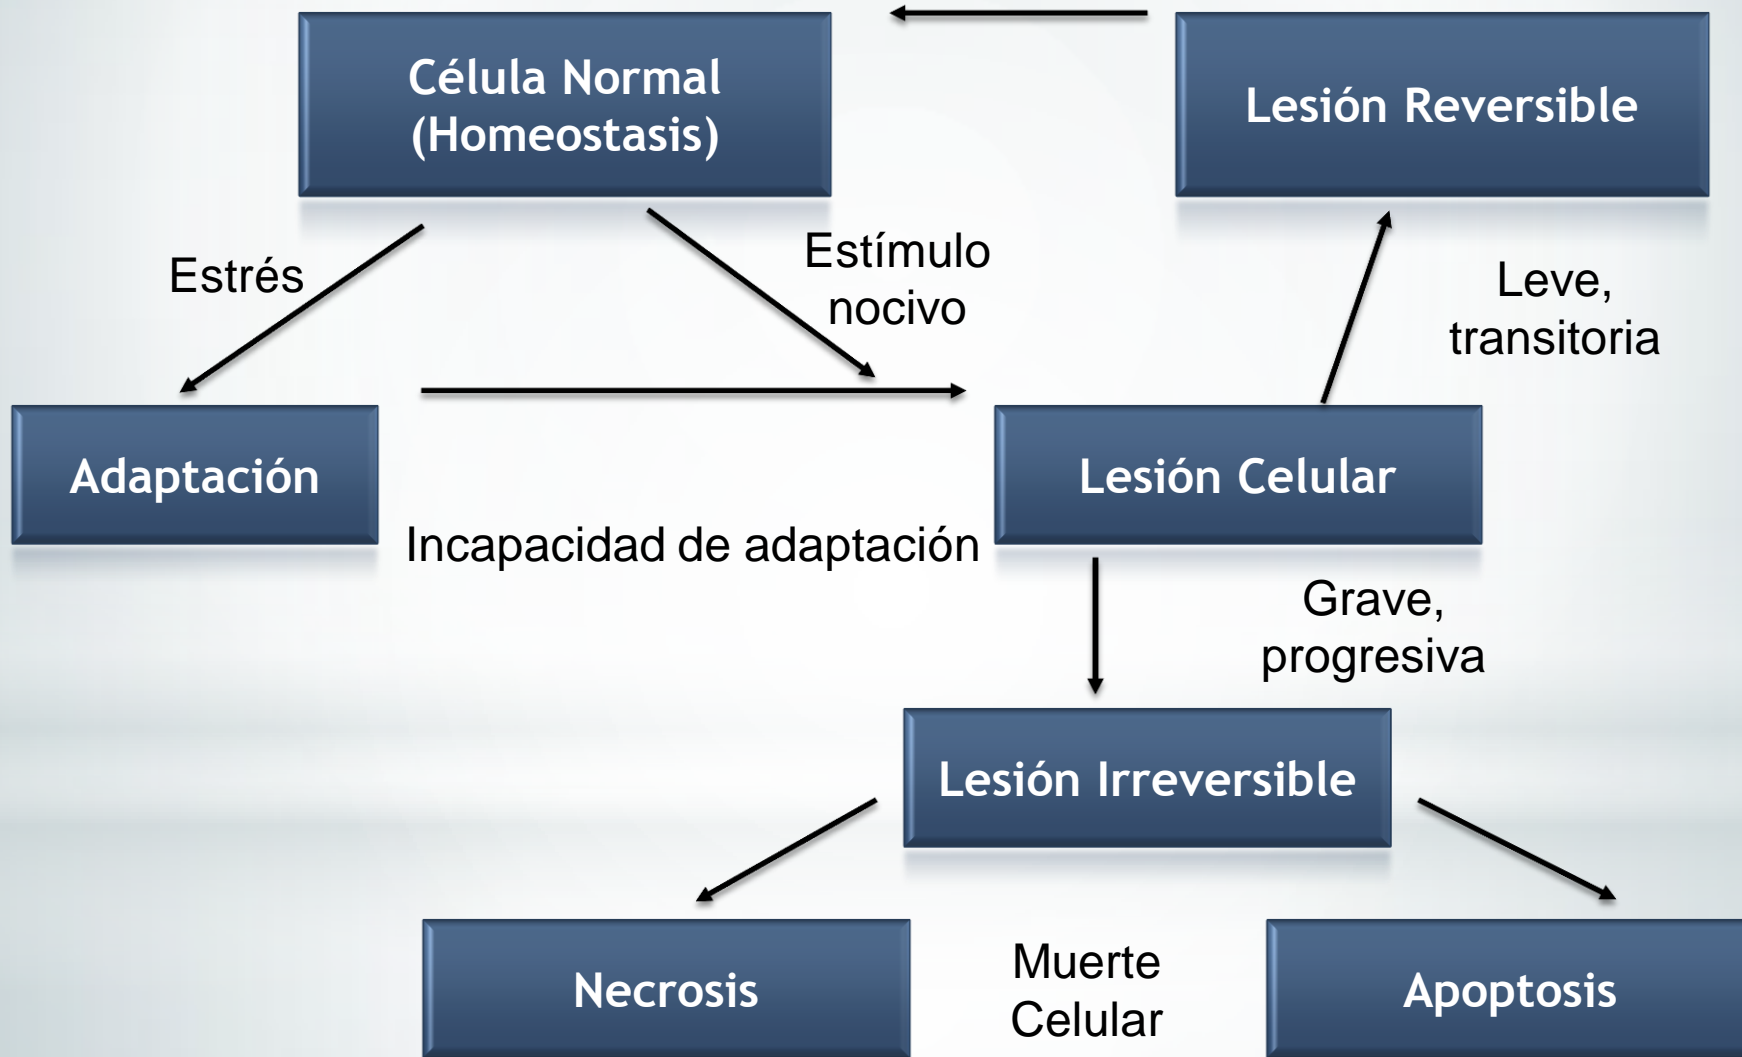 Célula Normal
(Homeostasis)
Lesión Reversible
Estrés
Estímulo
nocivo
Leve,
transitoria
Adaptación
Lesión Celular
Incapacidad de adaptación
Grave,
progresiva
Lesión Irreversible
Necrosis
Muerte
Celular
Apoptosis